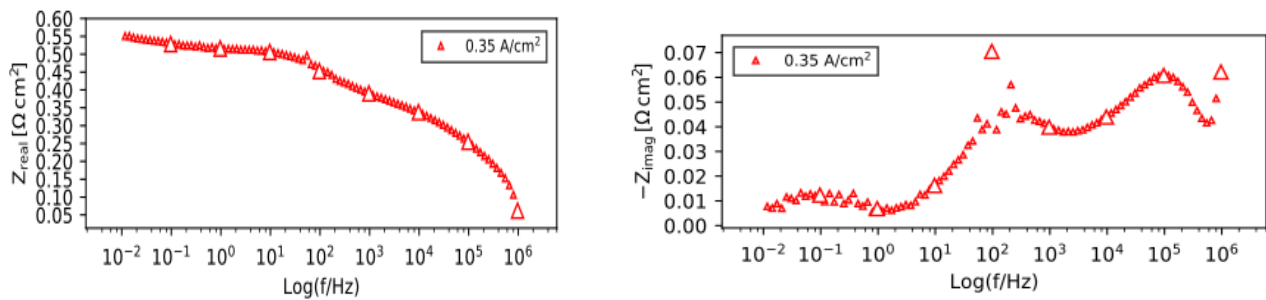 Z_real [Ω cm²]
0.60
0.55
0.50
0.45
0.40
0.35
0.30
0.25
0.20
0.15
0.10
0.05
0.35 A/cm²
10⁻² 10⁻¹ 10⁰ 10¹ 10² 10³ 10⁴ 10⁵ 10⁶
Log(f/Hz)
−Z_imag [Ω cm²]
0.07
0.06
0.05
0.04
0.03
0.02
0.01
0.00
0.35 A/cm²
10⁻² 10⁻¹ 10⁰ 10¹ 10² 10³ 10⁴ 10⁵ 10⁶
Log(f/Hz)